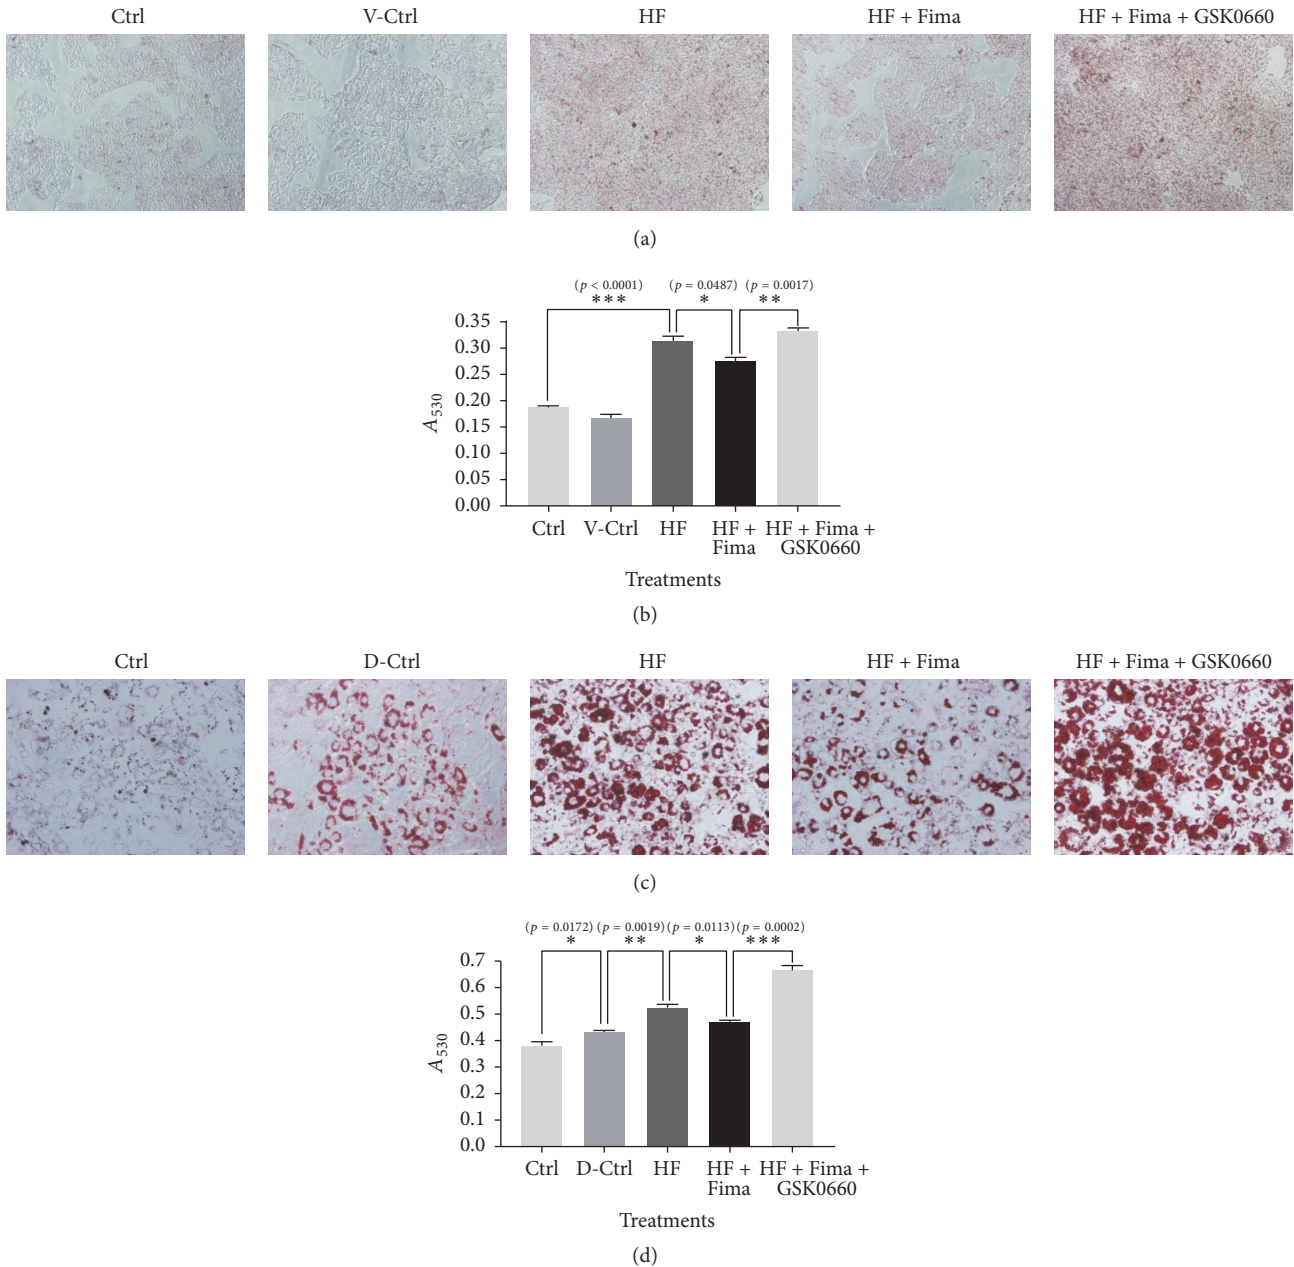 Ctrl V-Ctrl HF HF + Fima HF + Fima + GSK0660
(a)
(p < 0.0001) (p = 0.0487) (p = 0.0017)
*** * **
0.35
0.30
0.25
0.20
0.15
0.10
0.05
0.00
A530
Ctrl V-Ctrl HF HF + HF + Fima +
Fima GSK0660
Treatments
(b)
Ctrl D-Ctrl HF HF + Fima HF + Fima + GSK0660
(c)
(p = 0.0172) (p = 0.0019) (p = 0.0113) (p = 0.0002)
* ** * ***
0.7
0.6
0.5
0.4
0.3
0.2
0.1
0.0
A530
Ctrl D-Ctrl HF HF + HF + Fima +
Fima GSK0660
Treatments
(d)